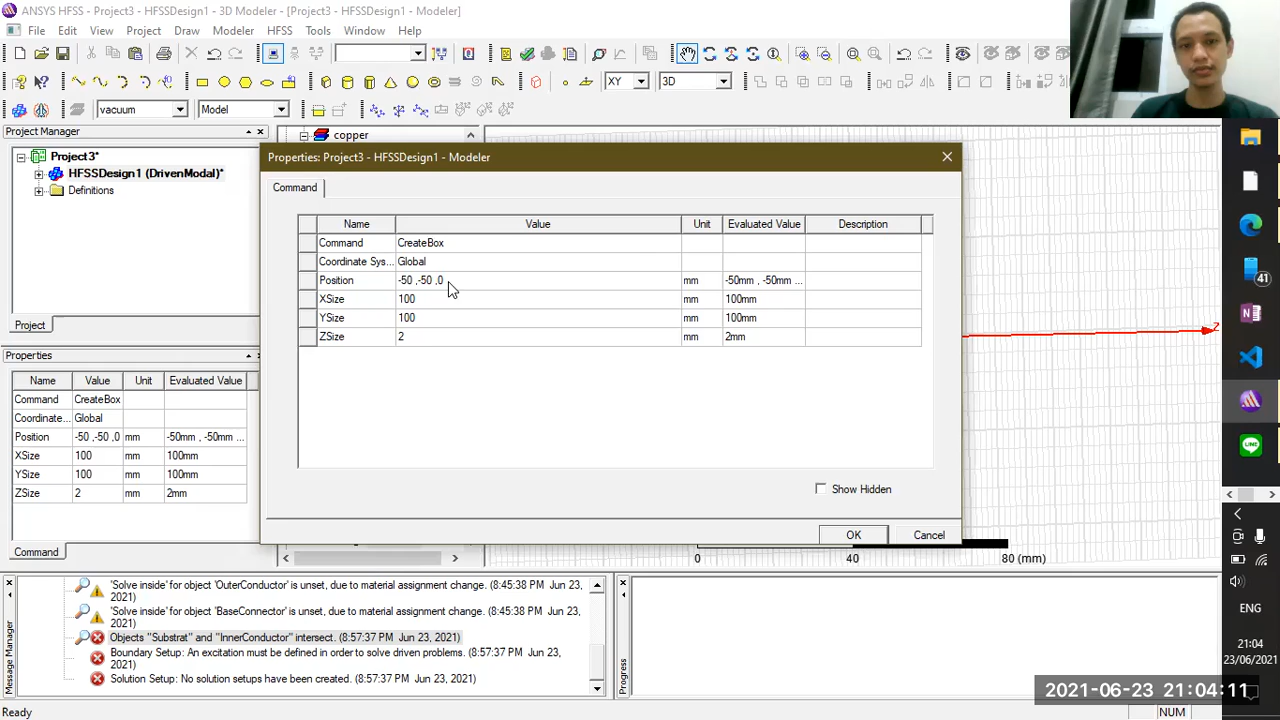 ANSYS HFSS - Project3 - HFSSDesign1 - 3D Modeler - [Project3 - HFSSDesign1 - Modeler]
File Edit View Project Draw Modeler HFSS Tools Window Help
XY 3D
vacuum Model
Project Manager
copper
Project3*
HFSSDesign1 (DrivenModal)*
Definitions
Project
Properties: Project3 - HFSSDesign1 - Modeler
Command
Name Value Unit Evaluated Value Description
Command CreateBox
Coordinate Sys... Global
Position -50 ,-50 ,0 mm -50mm , -50mm ...
XSize 100 mm 100mm
YSize 100 mm 100mm
ZSize 2 mm 2mm
Show Hidden
OK Cancel
Properties
Name Value Unit Evaluated Value
Command CreateBox
Coordinate... Global
Position -50 ,-50 ,0 mm -50mm , -50mm ...
XSize 100 mm 100mm
YSize 100 mm 100mm
ZSize 2 mm 2mm
Command
Z
0 40 80 (mm)
Message Manager
'Solve inside' for object 'OuterConductor' is unset, due to material assignment change. (8:45:38 PM Jun 23,
2021)
'Solve inside' for object 'BaseConnector' is unset, due to material assignment change. (8:45:38 PM Jun 23,
2021)
Objects "Substrat" and "InnerConductor" intersect. (8:57:37 PM Jun 23, 2021)
Boundary Setup: An excitation must be defined in order to solve driven problems. (8:57:37 PM Jun 23,
2021)
Solution Setup: No solution setups have been created. (8:57:37 PM Jun 23, 2021)
Progress
Ready
NUM
41
ENG
21:04
23/06/2021
2021-06-23 21:04:11